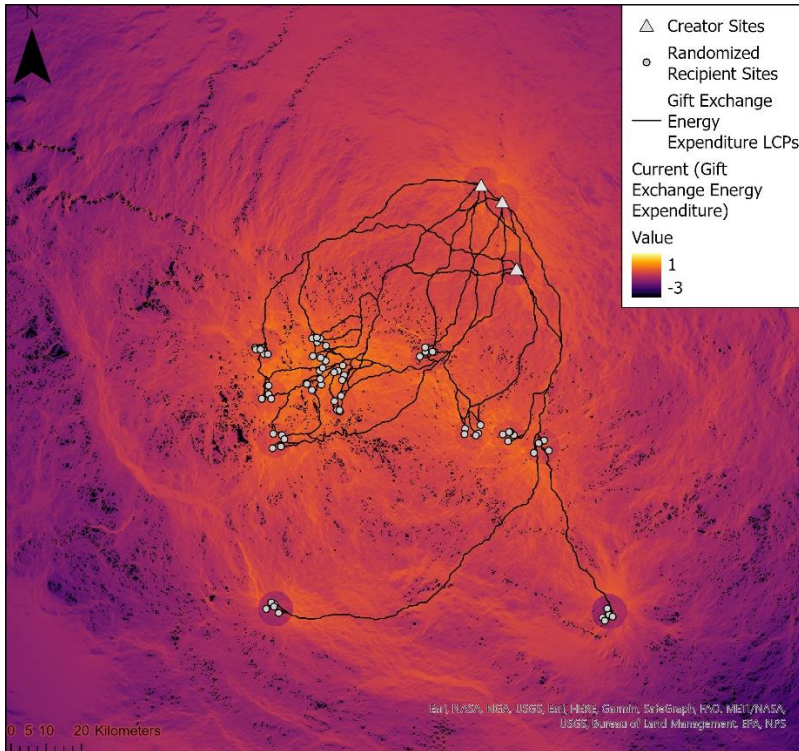 N
Creator Sites
Randomized
Recipient Sites
Gift Exchange
Energy
Expenditure LCPs
Current (Gift
Exchange Energy
Expenditure)
Value
1
-3
0 5 10 20 Kilometers
Esri, NASA, NGA, USGS, Esri, HERE, Garmin, SafeGraph, FAO, METI/NASA,
USGS, Bureau of Land Management, EPA, NPS